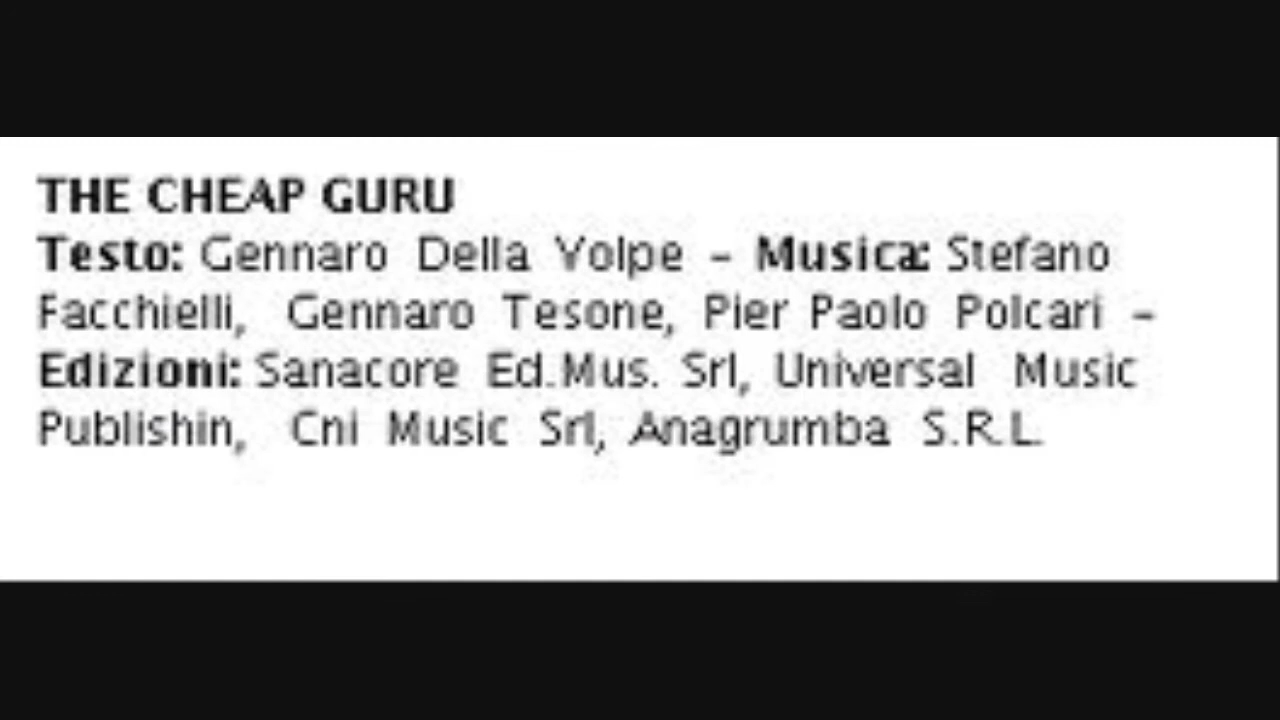 THE CHEAP GURU
Testo: Gennaro Della Volpe – Musica: Stefano
Facchielli, Gennaro Tesone, Pier Paolo Polcari –
Edizioni: Sanacore Ed.Mus. Srl, Universal Music
Publishin, Cni Music Srl, Anagrumba S.R.L.